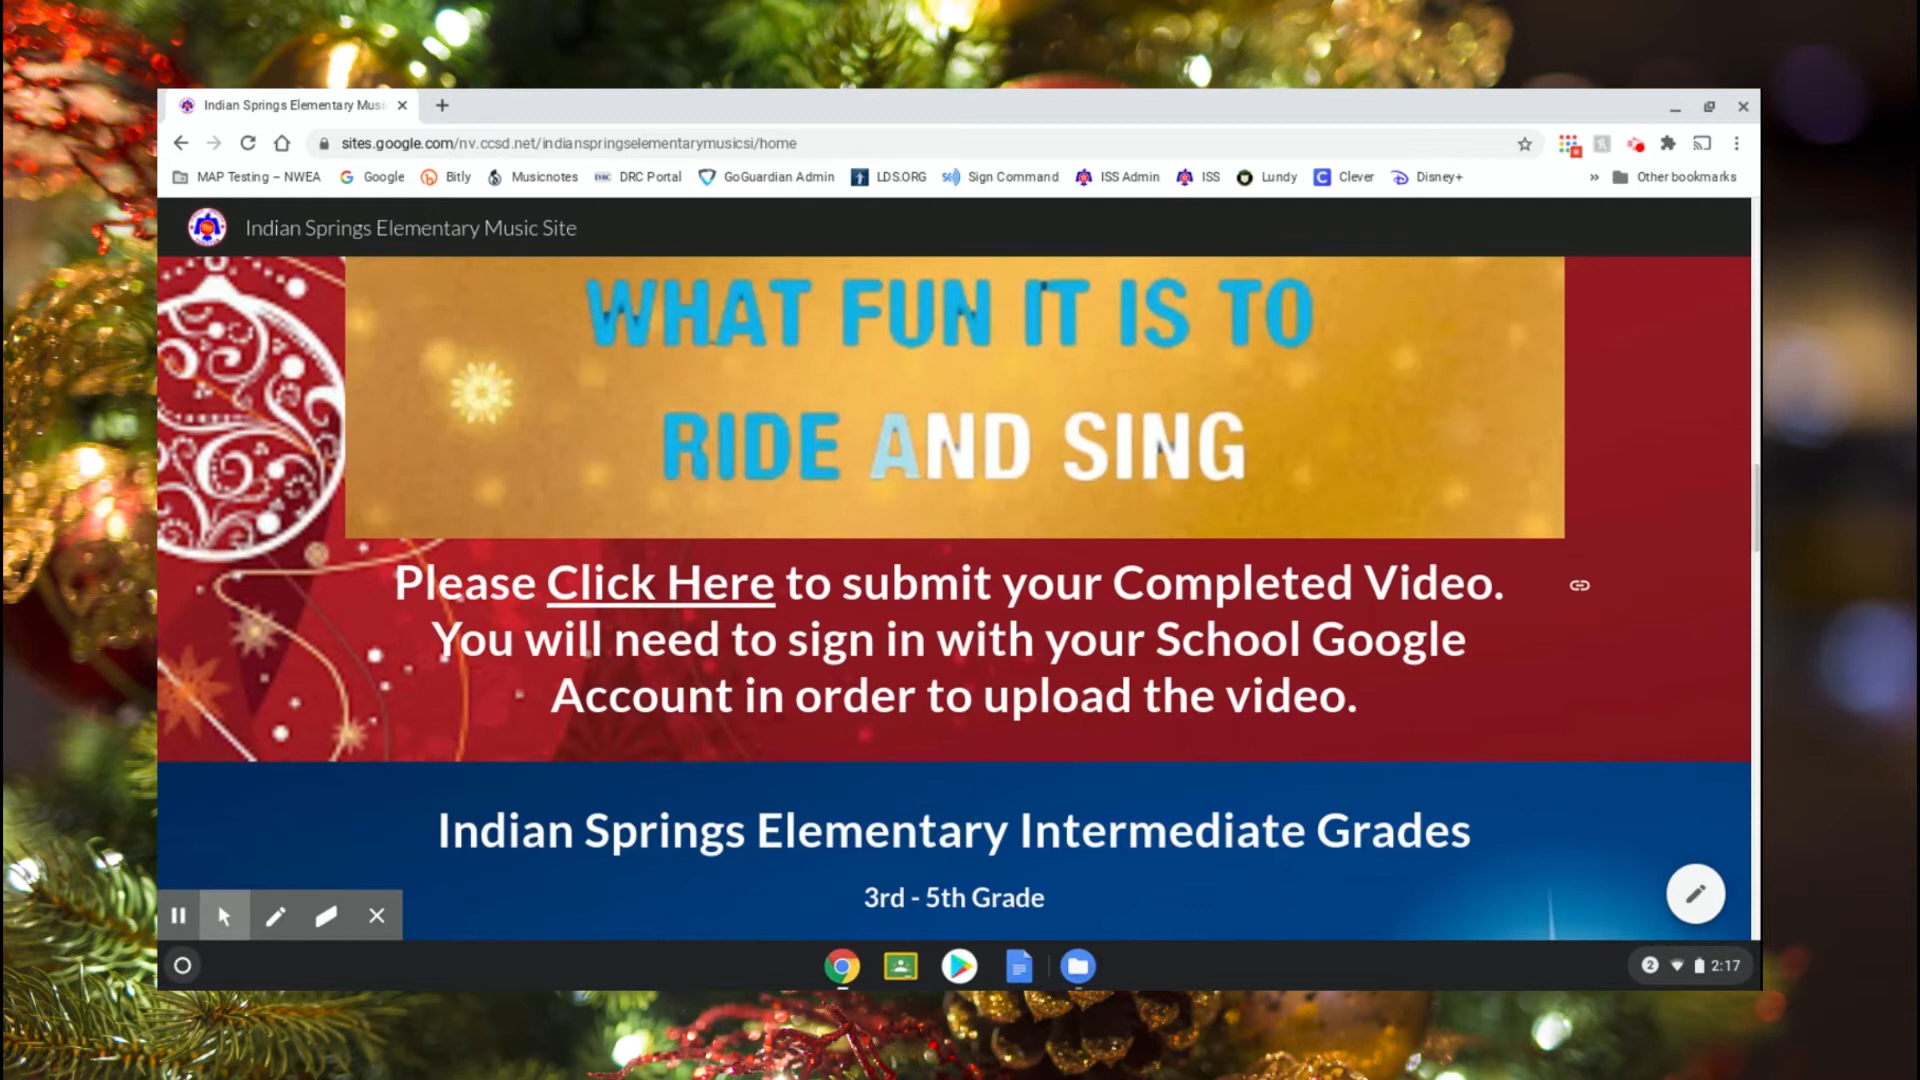 Indian Springs Elementary Musi
sites.google.com/nv.ccsd.net/indianspringselementarymusicsi/home
MAP Testing – NWEA Google Bitly Musicnotes DRC Portal GoGuardian Admin LDS.ORG Sign Command ISS Admin ISS Lundy Clever Disney+ » Other bookmarks
Indian Springs Elementary Music Site
WHAT FUN IT IS TO
RIDE AND SING
Please Click Here to submit your Completed Video.
You will need to sign in with your School Google
Account in order to upload the video.
Indian Springs Elementary Intermediate Grades
3rd - 5th Grade
2 2:17